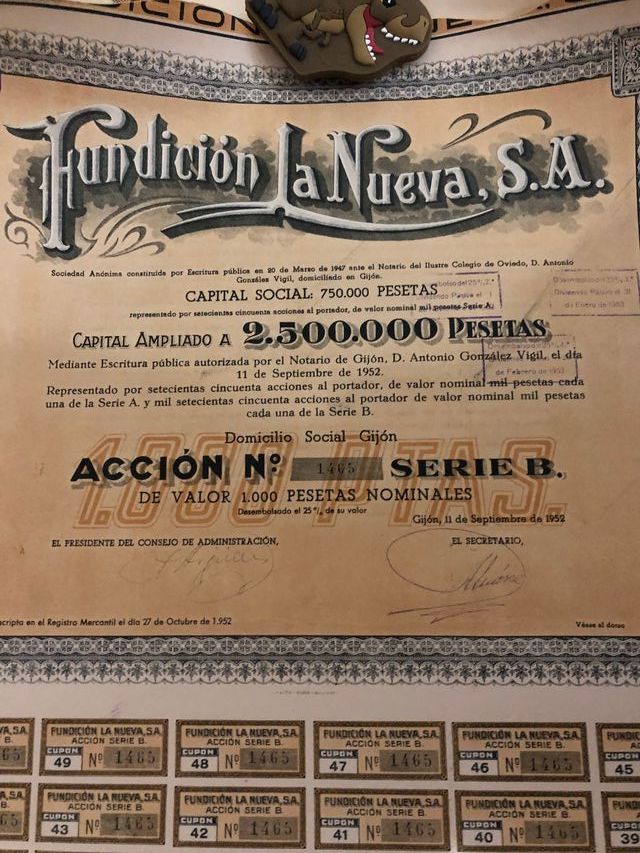 Fundición La Nueva, S.A.
Sociedad Anónima constituida por Escritura público en 20 de Marzo de 1947 ante el Notario del Ilustre Colegio de Oviedo, D. Antonio
González Vigil, domiciliado en Gijón.
CAPITAL SOCIAL: 750.000 PESETAS
representado por setecientas cincuenta acciones al portador, de valor nominal mil pesetas Serie A.
CAPITAL AMPLIADO A 2.500.000 PESETAS
Mediante Escritura pública autorizada por el Notario de Gijón, D. Antonio González Vigil, el día
11 de Septiembre de 1952.
Representado por setecientas cincuenta acciones al portador, de valor nominal mil pesetas cada
una de la Serie A. y mil setecientas cincuenta acciones al portador de valor nominal mil pesetas
cada una de la Serie B.
Domicilio Social Gijón
1.000 PTAS.
ACCIÓN Nº: 1465 SERIE B.
DE VALOR 1.000 PESETAS NOMINALES
Desembolsado el 25 % de su valor
Gijón, 11 de Septiembre de 1952
EL PRESIDENTE DEL CONSEJO DE ADMINISTRACIÓN,
EL SECRETARIO,
en el Registro Mercantil el día 27 de Octubre de 1.952
Véase al dorso
FUNDICIÓN LA NUEVA, S.A. FUNDICIÓN LA NUEVA, S.A. FUNDICIÓN LA NUEVA, S.A. FUNDICIÓN LA NUEVA, S.A.
ACCIÓN SERIE B. ACCIÓN SERIE B. ACCIÓN SERIE B. ACCIÓN SERIE B.
CUPON CUPON CUPON CUPON CUPON
49 Nº 1465 48 Nº 1465 47 Nº 1465 46 Nº 1465 45
FUNDICIÓN LA NUEVA, S.A. FUNDICIÓN LA NUEVA, S.A. FUNDICIÓN LA NUEVA, S.A. FUNDICIÓN LA NUEVA, S.A.
ACCIÓN SERIE B. ACCIÓN SERIE B. ACCIÓN SERIE B. ACCIÓN SERIE B.
CUPON CUPON CUPON CUPON CUPON
43 Nº 1465 42 Nº 1465 41 Nº 1465 40 Nº 1465 39